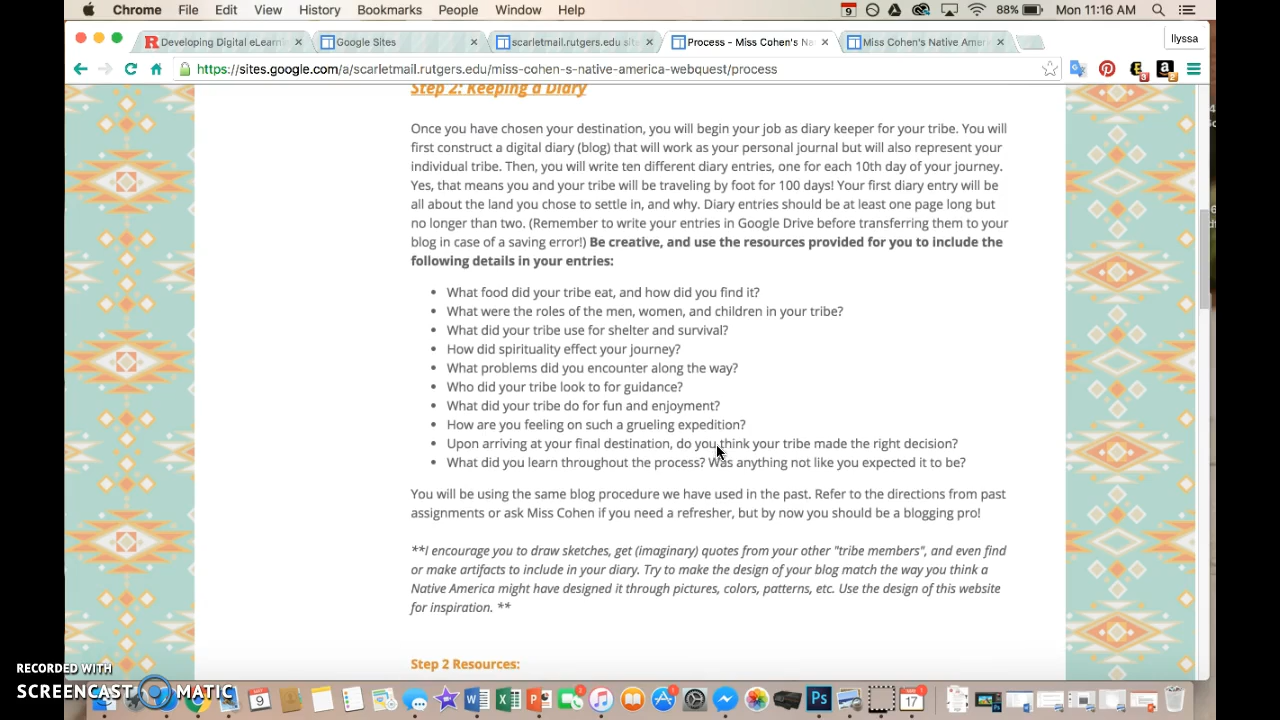 Chrome File Edit View History Bookmarks People Window Help 9 88% Mon 11:16 AM
R Developing Digital eLearni × Google Sites × scarletmail.rutgers.edu sit × Process - Miss Cohen's Na × Miss Cohen's Native Amer × Ilyssa
https://sites.google.com/a/scarletmail.rutgers.edu/miss-cohen-s-native-america-webquest/process
Step 2: Keeping a Diary
Once you have chosen your destination, you will begin your job as diary keeper for your tribe. You will
first construct a digital diary (blog) that will work as your personal journal but will also represent your
individual tribe. Then, you will write ten different diary entries, one for each 10th day of your journey.
Yes, that means you and your tribe will be traveling by foot for 100 days! Your first diary entry will be
all about the land you chose to settle in, and why. Diary entries should be at least one page long but
no longer than two. (Remember to write your entries in Google Drive before transferring them to your
blog in case of a saving error!) Be creative, and use the resources provided for you to include the
following details in your entries:
• What food did your tribe eat, and how did you find it?
• What were the roles of the men, women, and children in your tribe?
• What did your tribe use for shelter and survival?
• How did spirituality effect your journey?
• What problems did you encounter along the way?
• Who did your tribe look to for guidance?
• What did your tribe do for fun and enjoyment?
• How are you feeling on such a grueling expedition?
• Upon arriving at your final destination, do you think your tribe made the right decision?
• What did you learn throughout the process? Was anything not like you expected it to be?
You will be using the same blog procedure we have used in the past. Refer to the directions from past
assignments or ask Miss Cohen if you need a refresher, but by now you should be a blogging pro!
**I encourage you to draw sketches, get (imaginary) quotes from your other "tribe members", and even find
or make artifacts to include in your diary. Try to make the design of your blog match the way you think a
Native America might have designed it through pictures, colors, patterns, etc. Use the design of this website
for inspiration. **
Step 2 Resources:
RECORDED WITH
SCREENCAST MATIC
9 W X P Ps 17